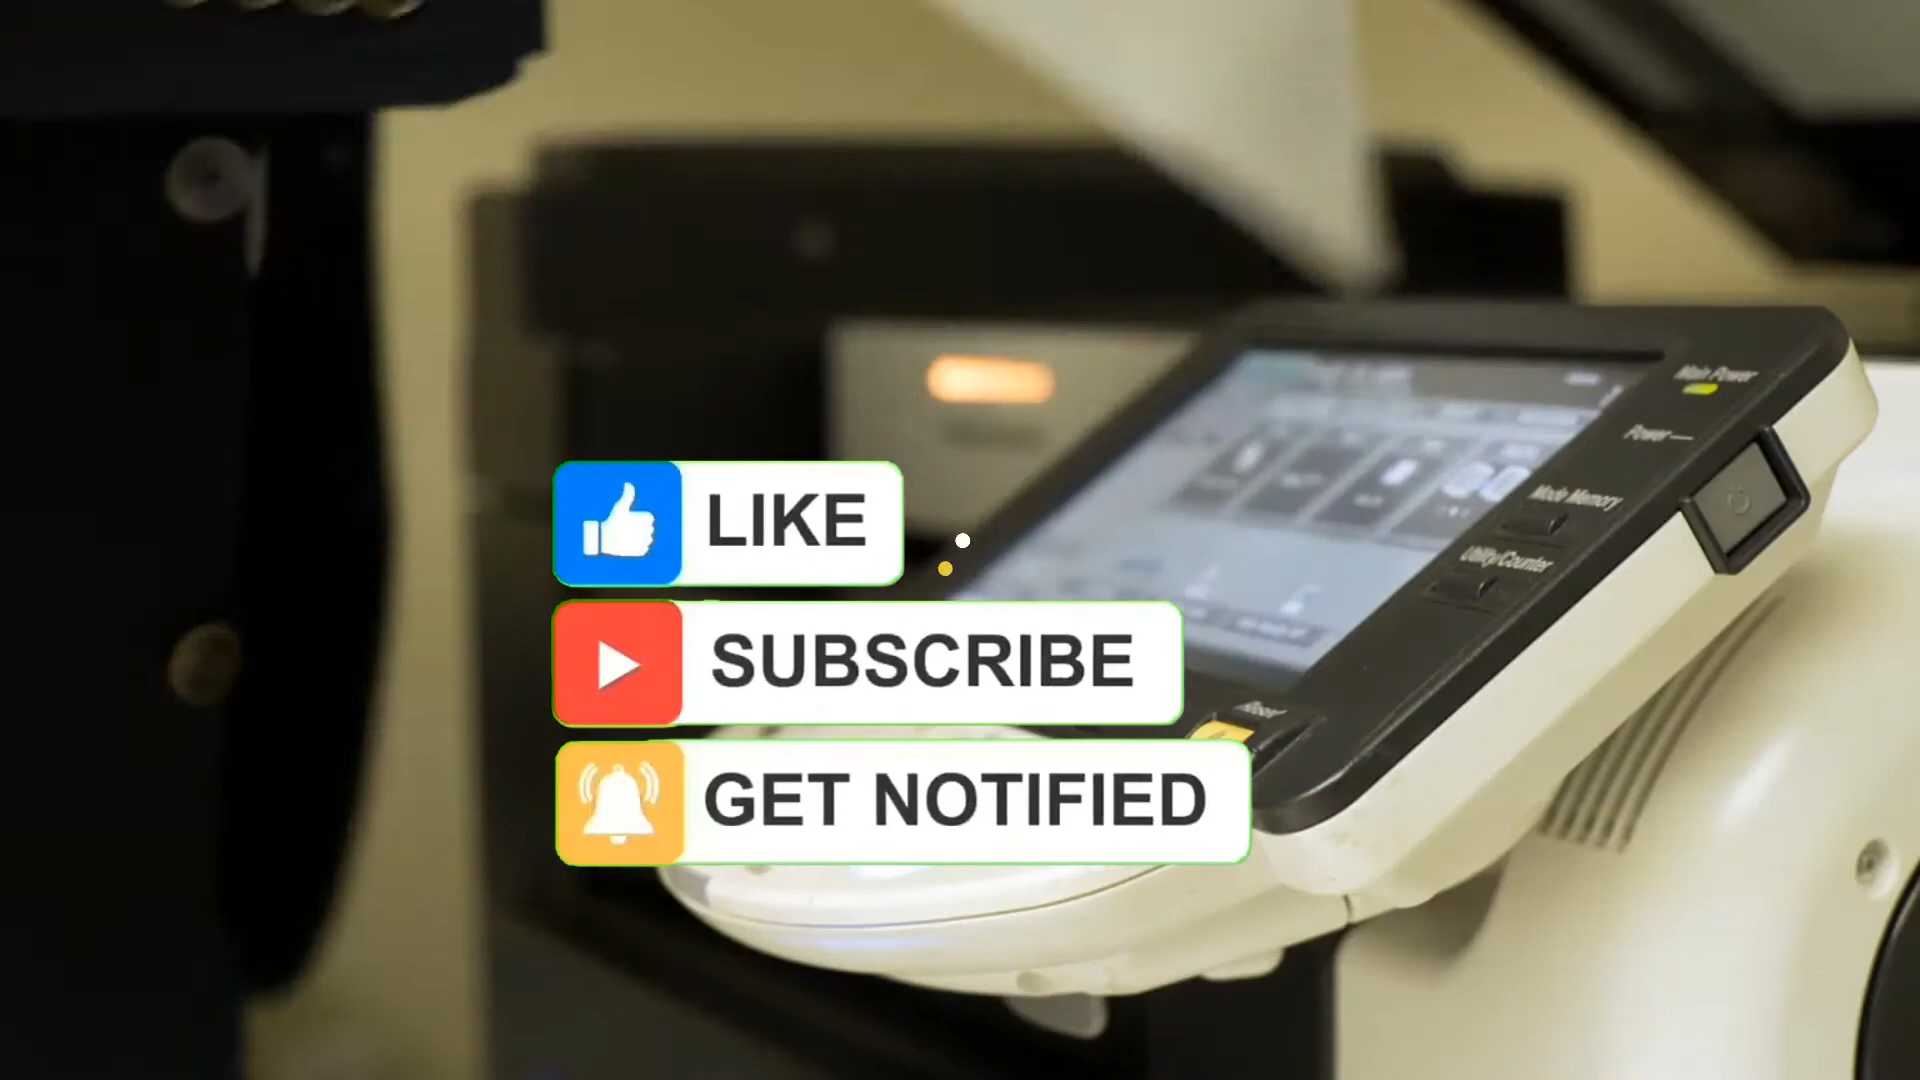 Main Power
Power
Mode Memory
Utility/Counter
LIKE
SUBSCRIBE
Reset
GET NOTIFIED